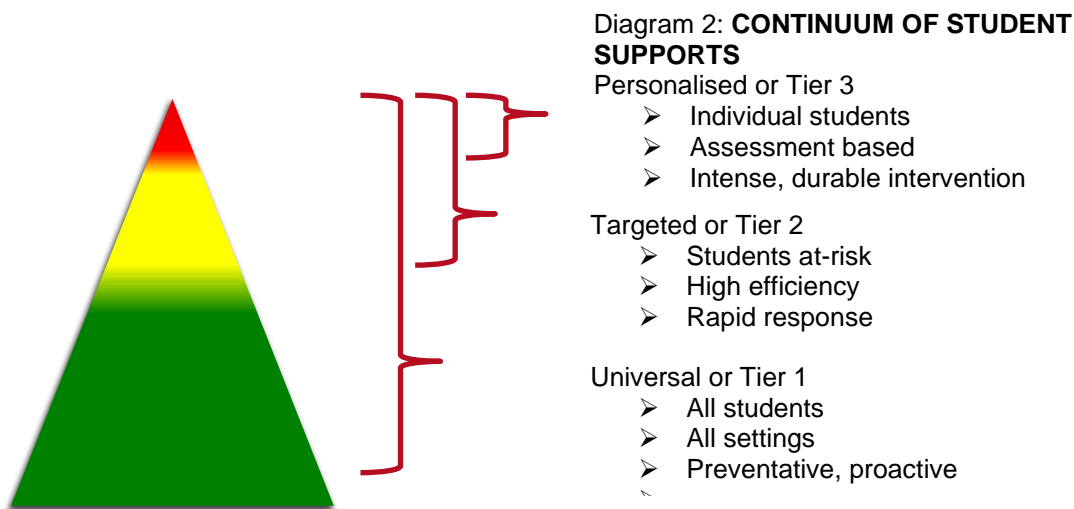 Diagram 2: CONTINUUM OF STUDENT
SUPPORTS
Personalised or Tier 3
➢ Individual students
➢ Assessment based
➢ Intense, durable intervention
Targeted or Tier 2
➢ Students at-risk
➢ High efficiency
➢ Rapid response
Universal or Tier 1
➢ All students
➢ All settings
➢ Preventative, proactive